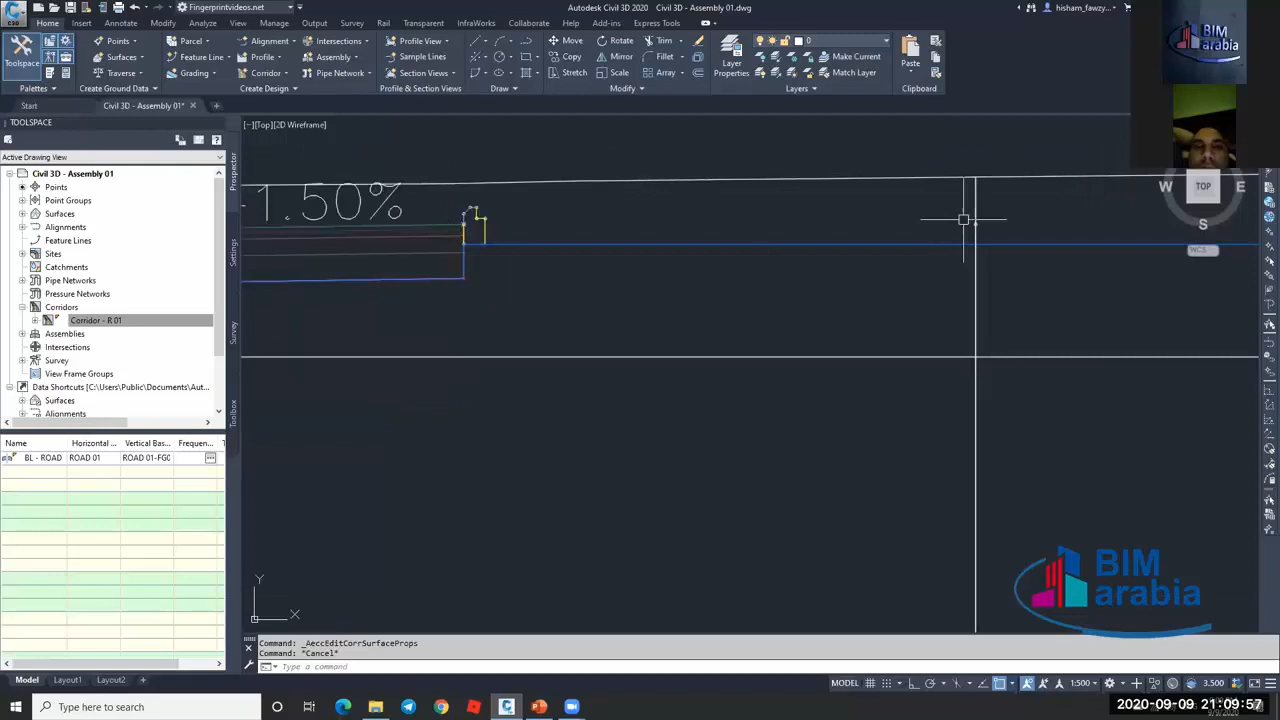 Fingerprintvideos.net
Autodesk Civil 3D 2020 - Assembly 01.dwg
hisham_fawzy...
Home Insert Annotate Modify Analyze View Manage Output Survey Rail Transparent InfraWorks Collaborate Help Add-ins Express Tools
Toolspace
Points
Surfaces
Traverse
Parcel
Feature Line
Grading
Alignment
Profile
Corridor
Intersections
Assembly
Pipe Network
Profile View
Sample Lines
Section Views
Move
Copy
Stretch
Rotate
Mirror
Scale
Trim
Fillet
Array
Layer
Properties
0
Make Current
Match Layer
Paste
Palettes
Create Ground Data
Create Design
Profile & Section Views
Draw
Modify
Layers
Clipboard
Start
Civil 3D - Assembly 01*
TOOLSPACE
Active Drawing View
Civil 3D - Assembly 01
Points
Point Groups
Surfaces
Alignments
Feature Lines
Sites
Catchments
Pipe Networks
Pressure Networks
Corridors
Corridor - R 01
Assemblies
Intersections
Survey
View Frame Groups
Data Shortcuts [C:\Users\Public\Documents\Aut...
Surfaces
Alignments
Prospector
Settings
Survey
Toolbox
Name Horizontal ... Vertical Bas... Frequen...
BL - ROAD ROAD 01 ROAD 01-FG0
[−][Top][2D Wireframe]
-1.50%
TOP
W
E
S
WCS
Y
X
BIM
arabia
BIM
arabia
Command: _AeccEditCorrSurfaceProps
Command: *Cancel*
Type a command
Model Layout1 Layout2
MODEL
1:500
3.500
Type here to search
2020-09-09 21:09:57